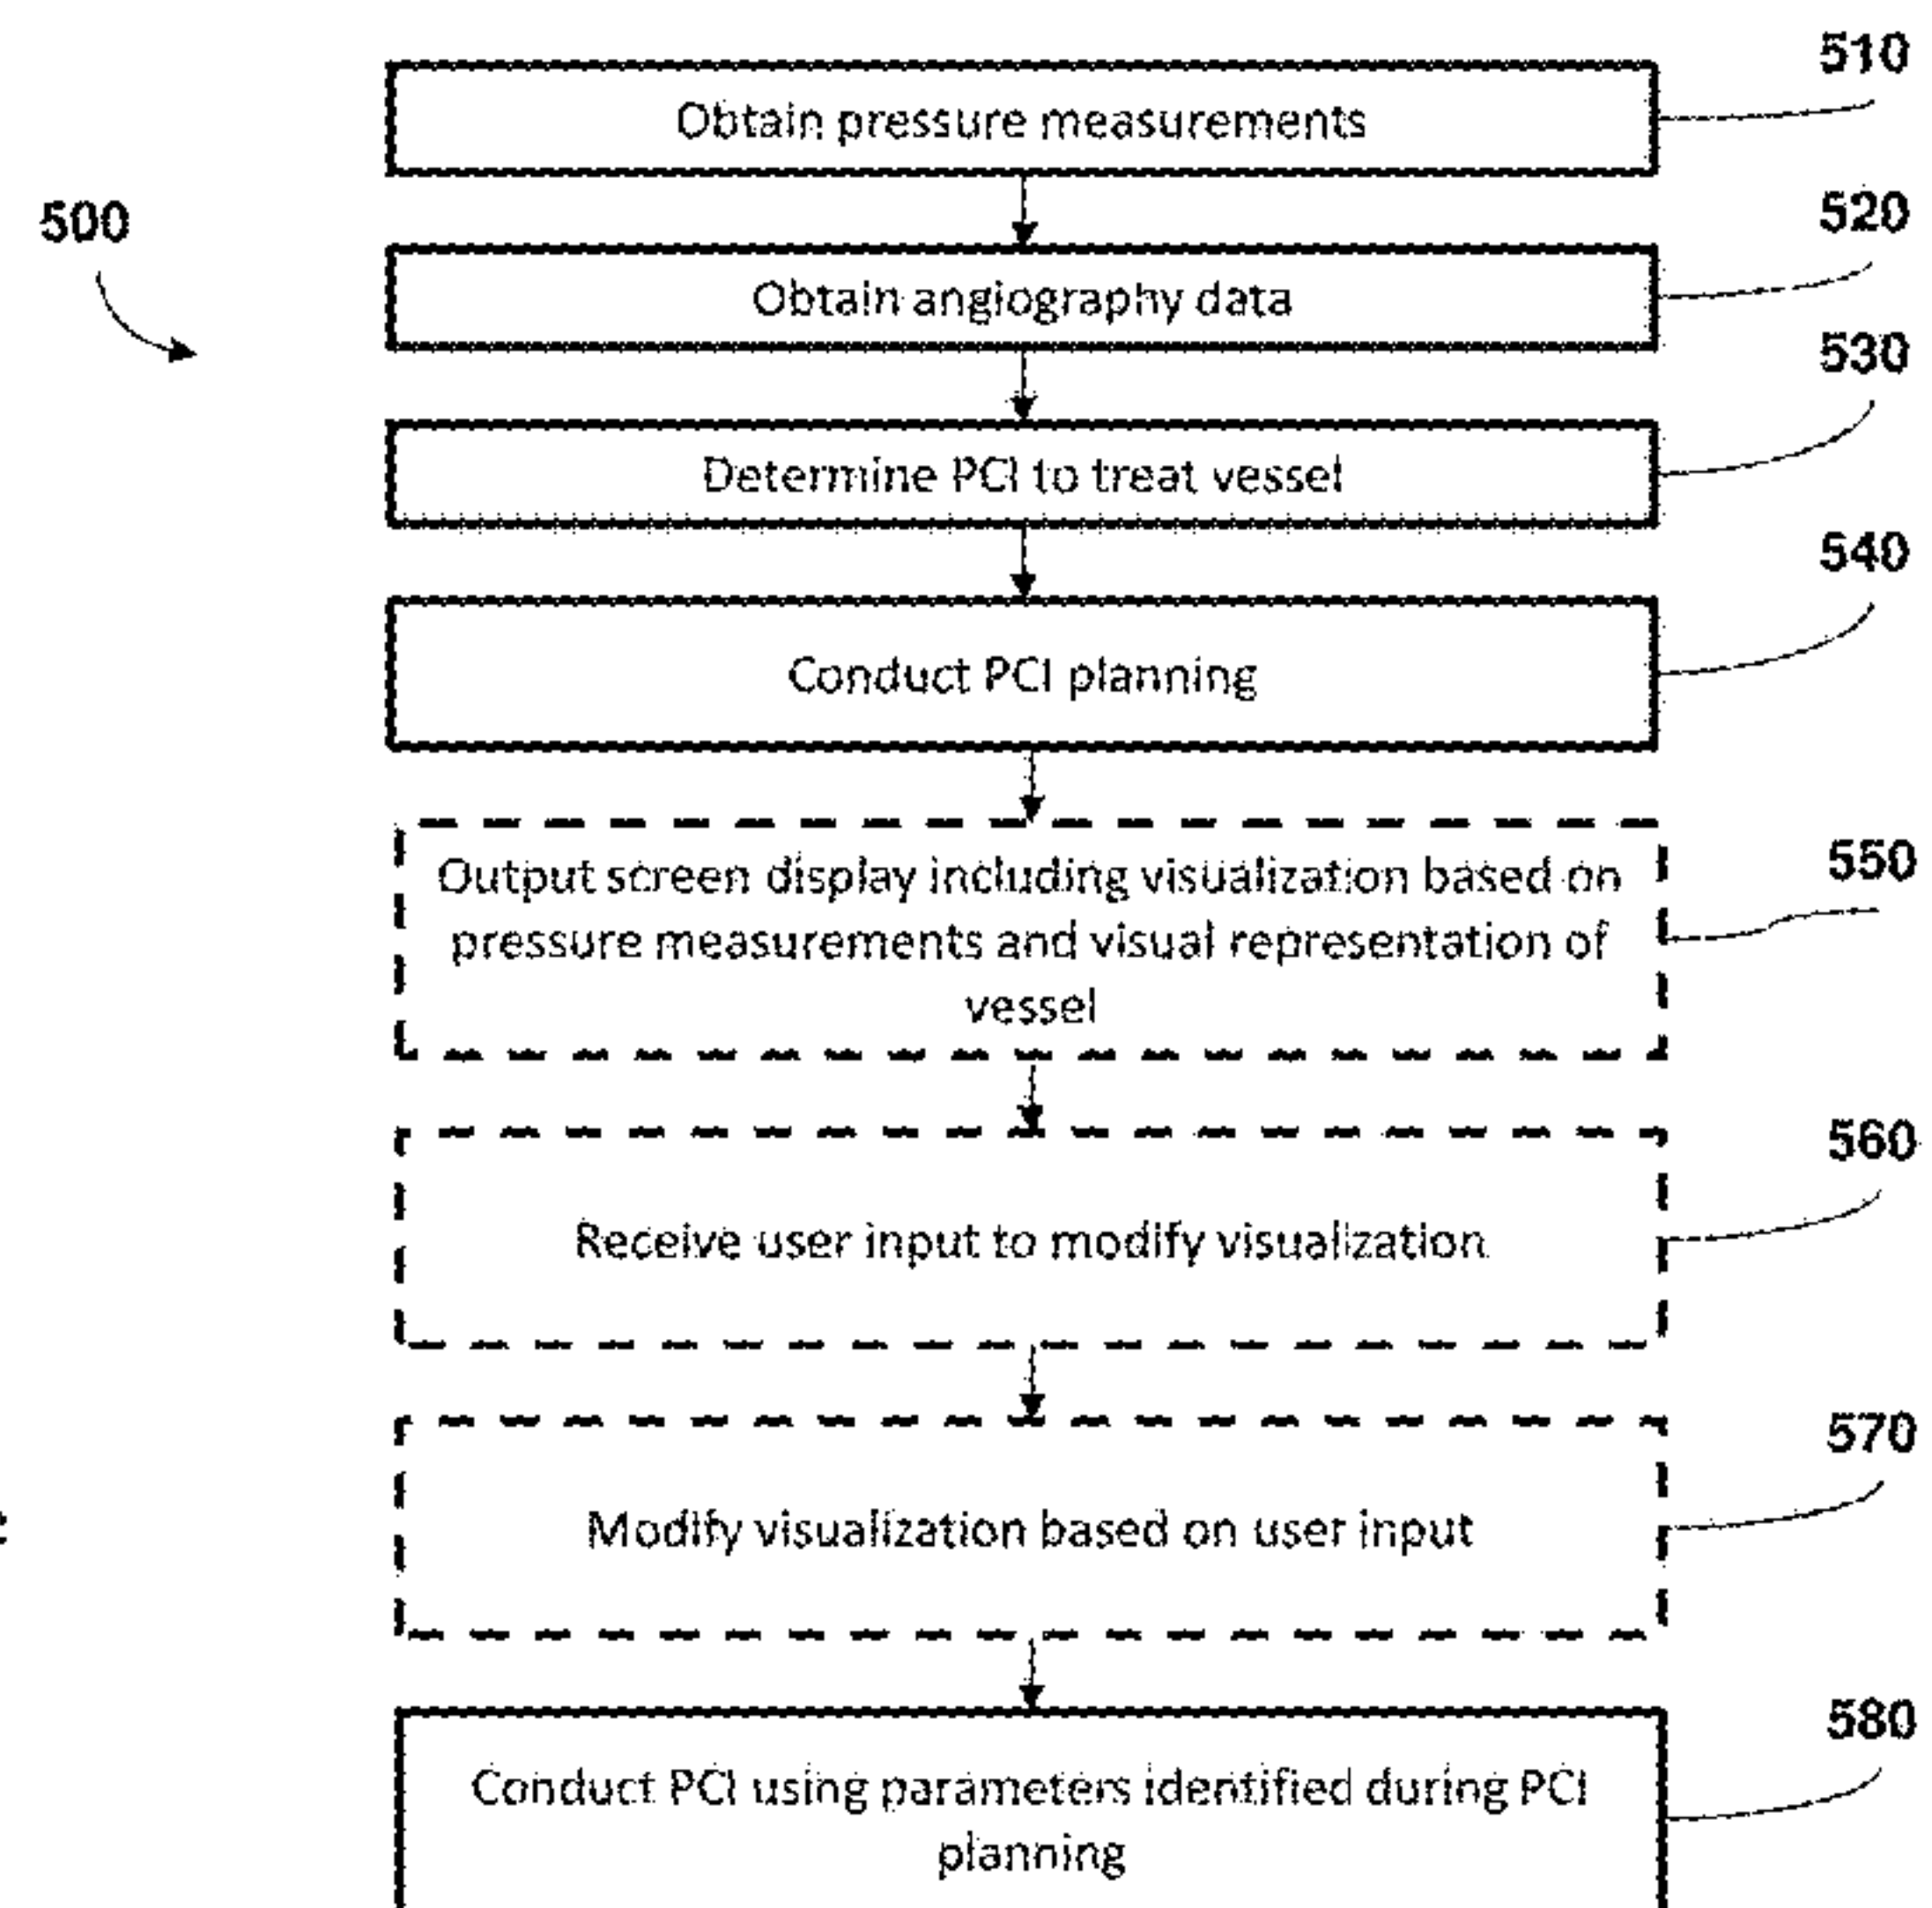 510
Obtain pressure measurements
500
520
Obtain angiography data
530
Determine PCI to treat vessel
540
Conduct PCI planning
550
Output screen display including visualization based on
pressure measurements and visual representation of
vessel
560
Receive user input to modify visualization
570
Modify visualization based on user input
580
Conduct PCI using parameters identified during PCI
planning